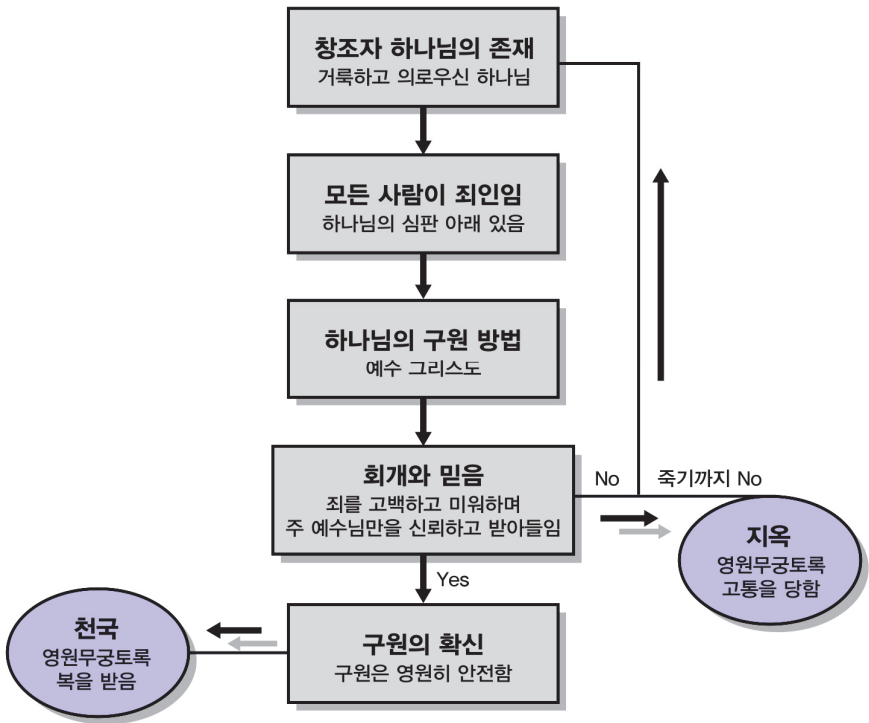 창조자 하나님의 존재
거룩하고 의로우신 하나님
모든 사람이 죄인임
하나님의 심판 아래 있음
하나님의 구원 방법
예수 그리스도
회개와 믿음
죄를 고백하고 미워하며
주 예수님만을 신뢰하고 받아들임
No
죽기까지 No
지옥
영원무궁토록
고통을 당함
Yes
구원의 확신
구원은 영원히 안전함
천국
영원무궁토록
복을 받음